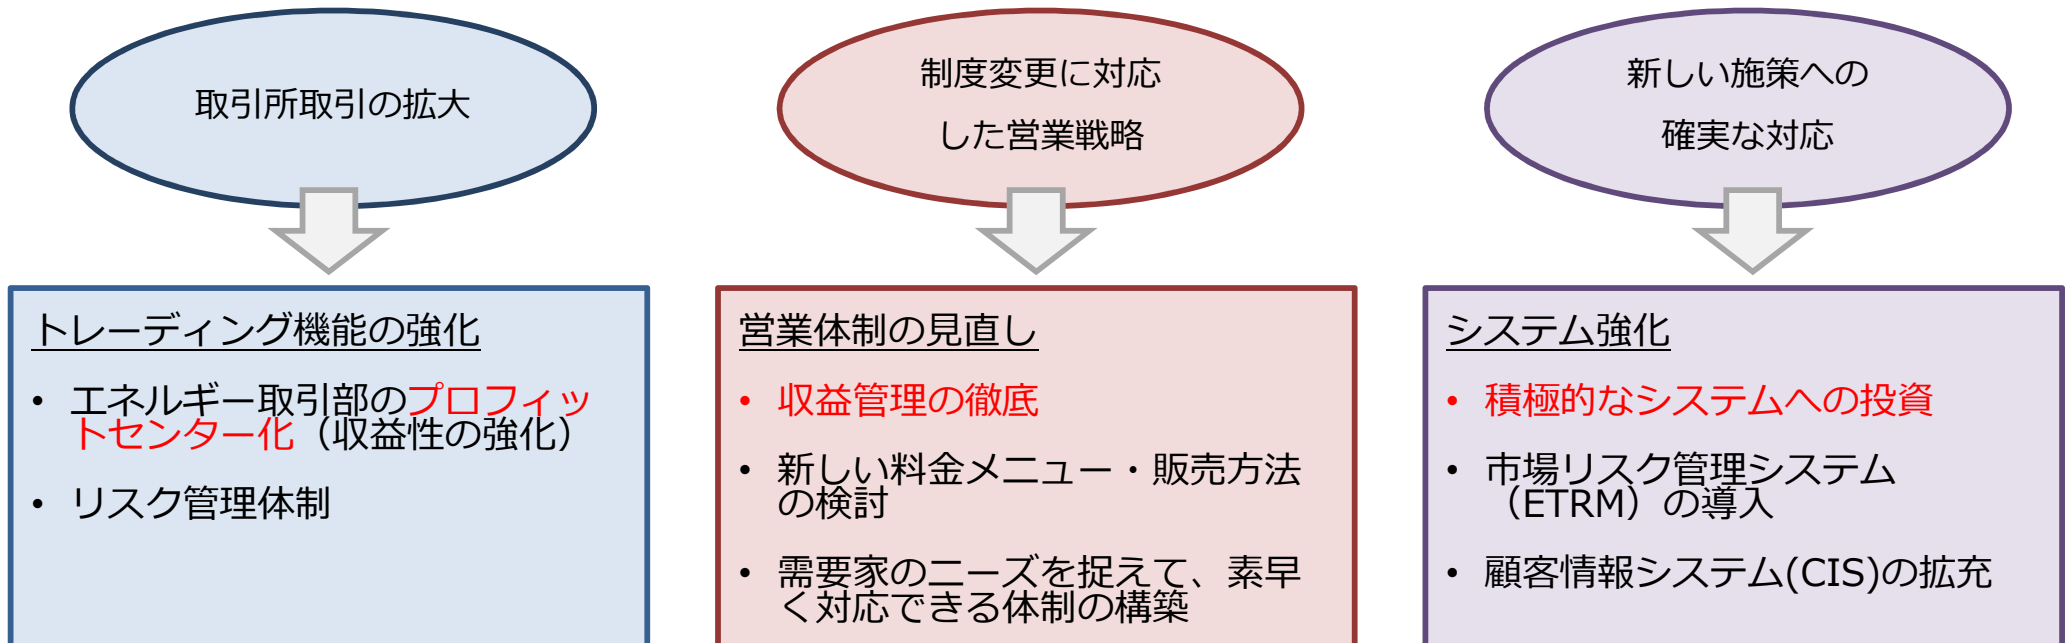 取引所取引の拡大
制度変更に対応
した営業戦略
新しい施策への
確実な対応
トレーディング機能の強化
• エネルギー取引部のプロフィッ
トセンター化（収益性の強化）
• リスク管理体制
営業体制の見直し
• 収益管理の徹底
• 新しい料金メニュー・販売方法
の検討
• 需要家のニーズを捉えて、素早
く対応できる体制の構築
システム強化
• 積極的なシステムへの投資
• 市場リスク管理システム
（ETRM）の導入
• 顧客情報システム(CIS)の拡充